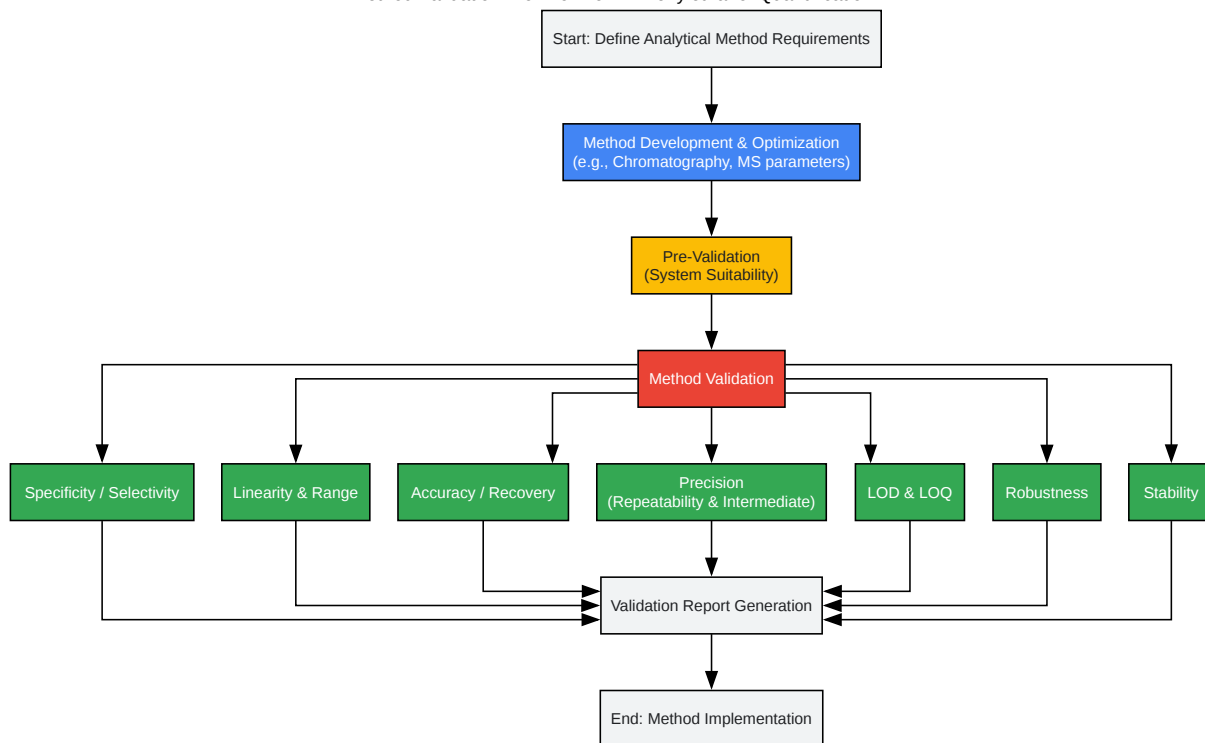 Start: Define Analytical Method Requirements
Method Development & Optimization
(e.g., Chromatography, MS parameters)
Pre-Validation
(System Suitability)
Method Validation
Specificity / Selectivity
Linearity & Range
Accuracy / Recovery
Precision
(Repeatability & Intermediate)
LOD & LOQ
Robustness
Stability
Validation Report Generation
End: Method Implementation